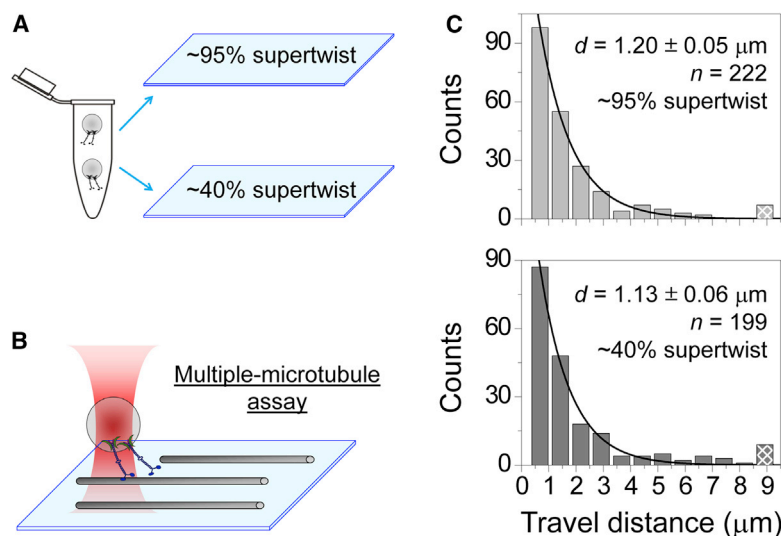 A
~95% supertwist
~40% supertwist
B
Multiple-microtubule
assay
C
90
60
30
0
Counts
d = 1.20 ± 0.05 µm
n = 222
~95% supertwist
90
60
30
0
Counts
d = 1.13 ± 0.06 µm
n = 199
~40% supertwist
0 1 2 3 4 5 6 7 8 9
Travel distance (µm)